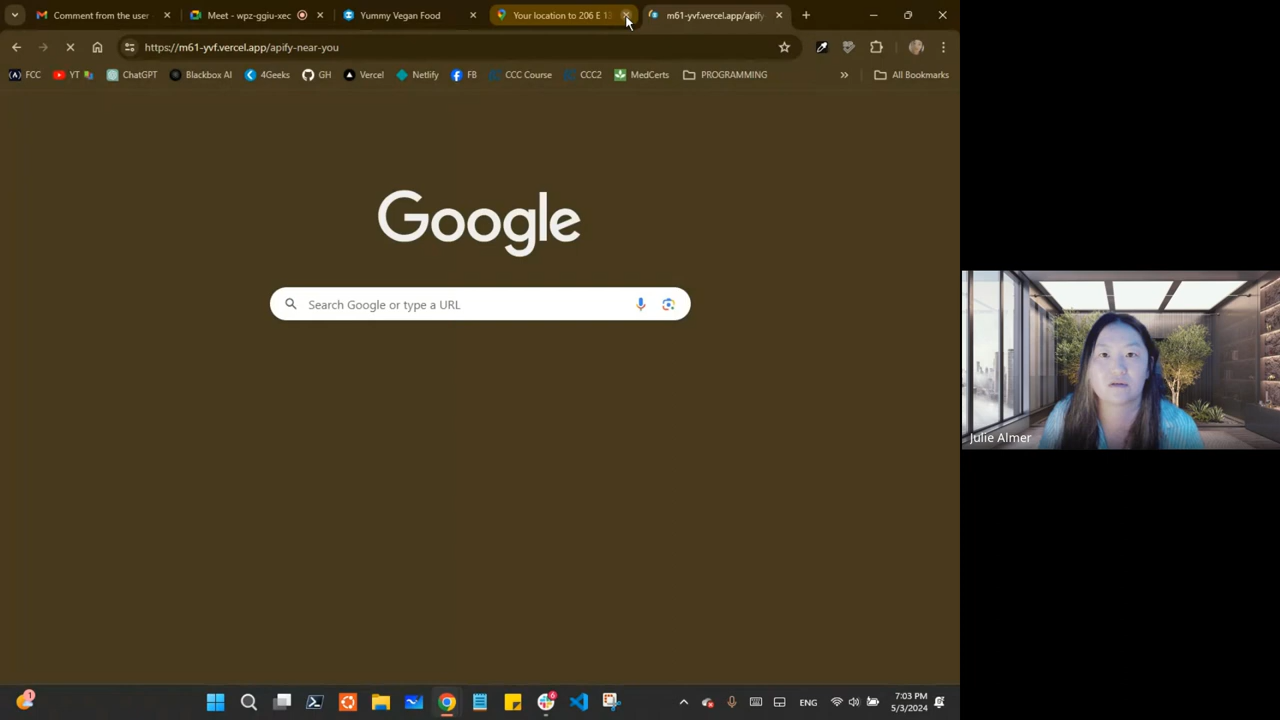 Comment from the user
Meet - wpz-ggiu-xec
Yummy Vegan Food
Your location to 206 E 13
m61-yvf.vercel.app/apify
https://m61-yvf.vercel.app/apify-near-you
FCC
YT
ChatGPT
Blackbox AI
4Geeks
GH
Vercel
Netlify
FB
CCC Course
CCC2
MedCerts
PROGRAMMING
All Bookmarks
Google
Search Google or type a URL
Julie Almer
1
6
ENG
7:03 PM
5/3/2024